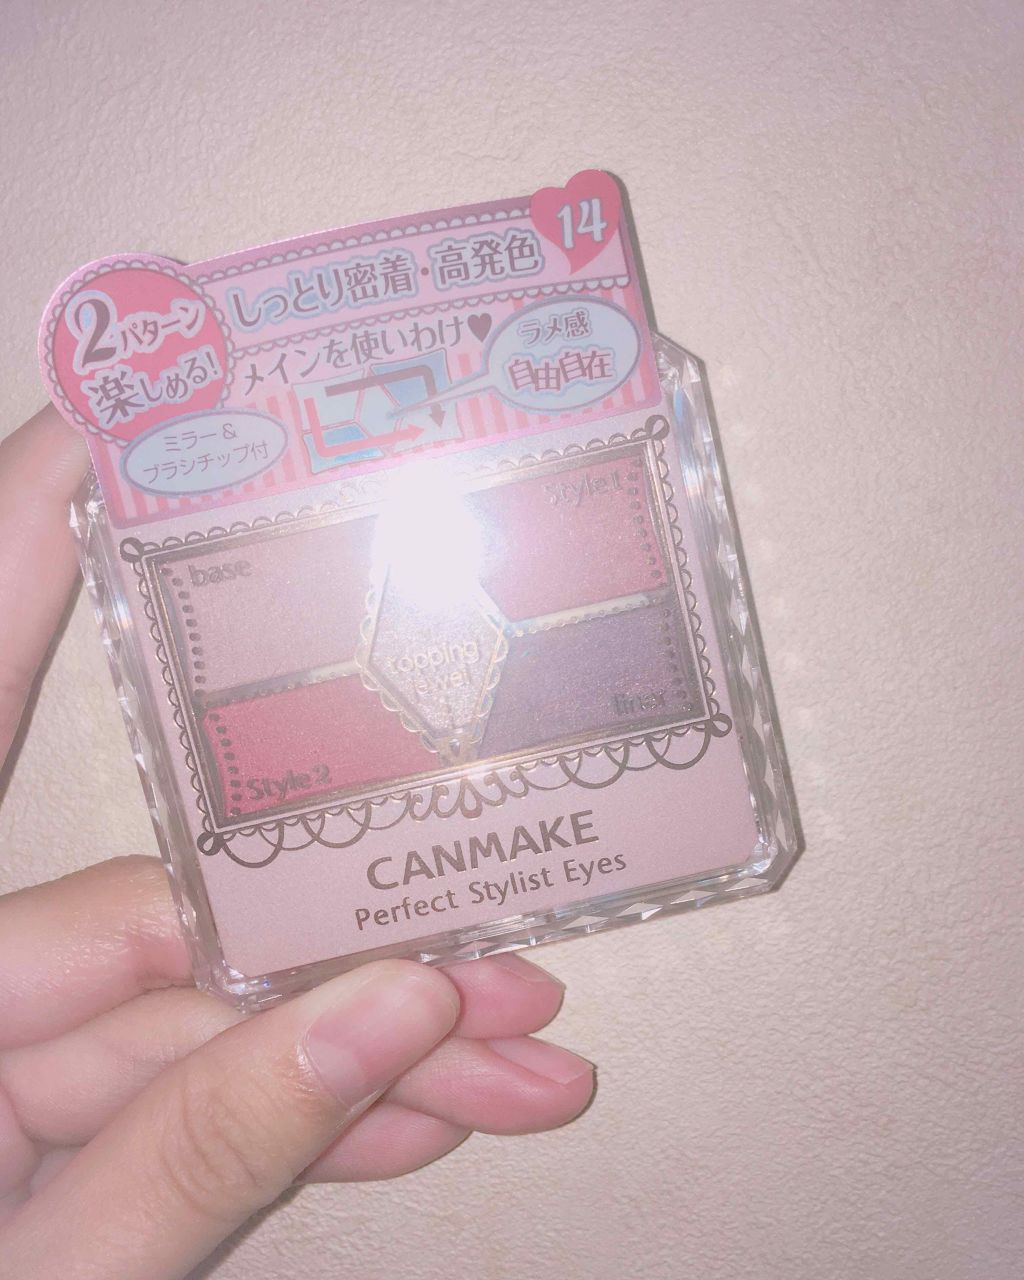 14
しっとり密着・高発色
2パターン
楽しめる!
メインを使いわけ♥
ラメ感
自由自在
ミラー&
ブラシチップ付
base
Style1
topping
jewel
Style2
liner
CANMAKE
Perfect Stylist Eyes